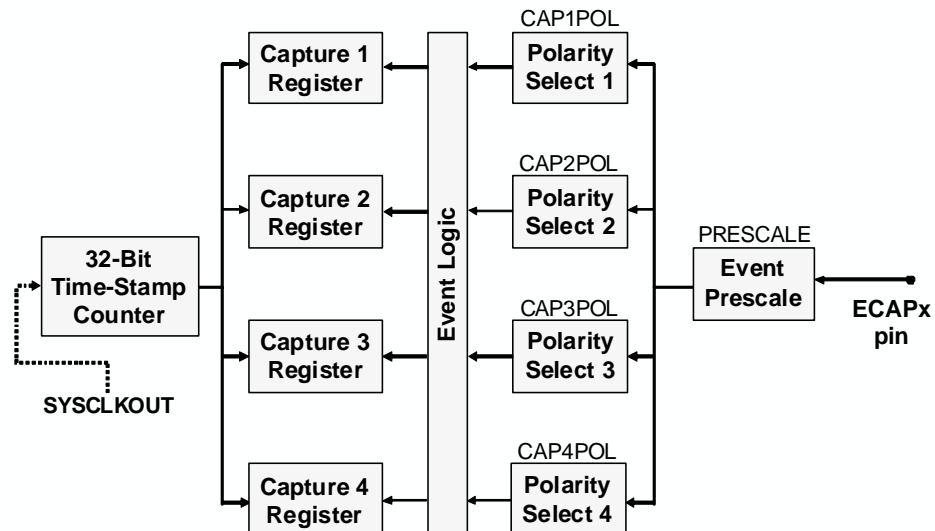 CAP1POL
Capture 1
Register
Polarity
Select 1
CAP2POL
Capture 2
Register
Polarity
Select 2
PRESCALE
32-Bit
Time-Stamp
Counter
Event Logic
Event
Prescale
ECAPx
pin
CAP3POL
Capture 3
Register
Polarity
Select 3
SYSCLKOUT
CAP4POL
Capture 4
Register
Polarity
Select 4